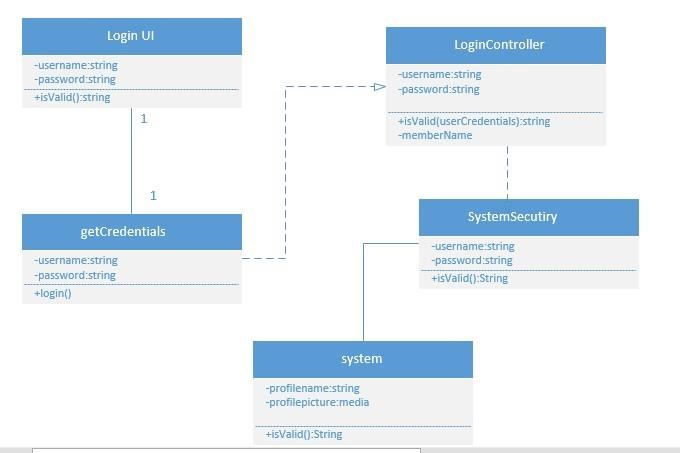 Login UI
-username:string
-password:string
+isValid():string
1
1
getCredentials
-username:string
-password:string
+login()
LoginController
-username:string
-password:string
+isValid(userCredentials):string
-memberName
SystemSecutiry
-username:string
-password:string
+isValid():String
system
-profilename:string
-profilepicture:media
+isValid():String